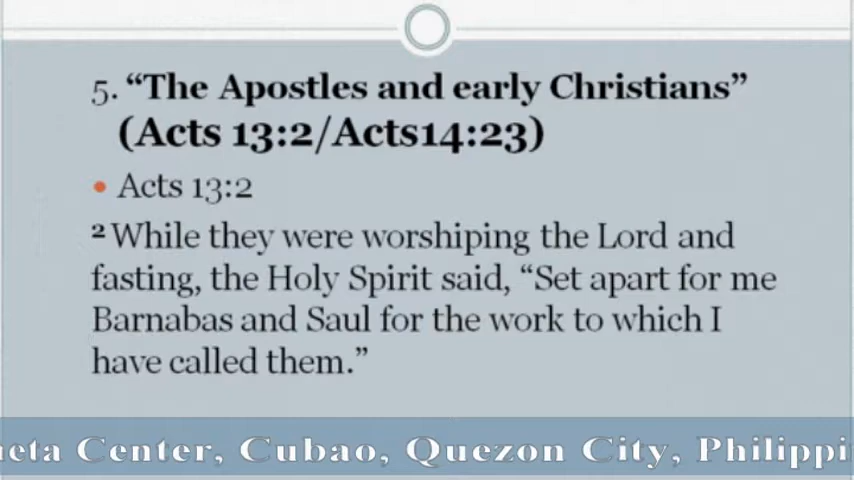 5. “The Apostles and early Christians”
(Acts 13:2/Acts14:23)
• Acts 13:2
² While they were worshiping the Lord and
fasting, the Holy Spirit said, “Set apart for me
Barnabas and Saul for the work to which I
have called them.”
Center, Cubao, Quezon City,